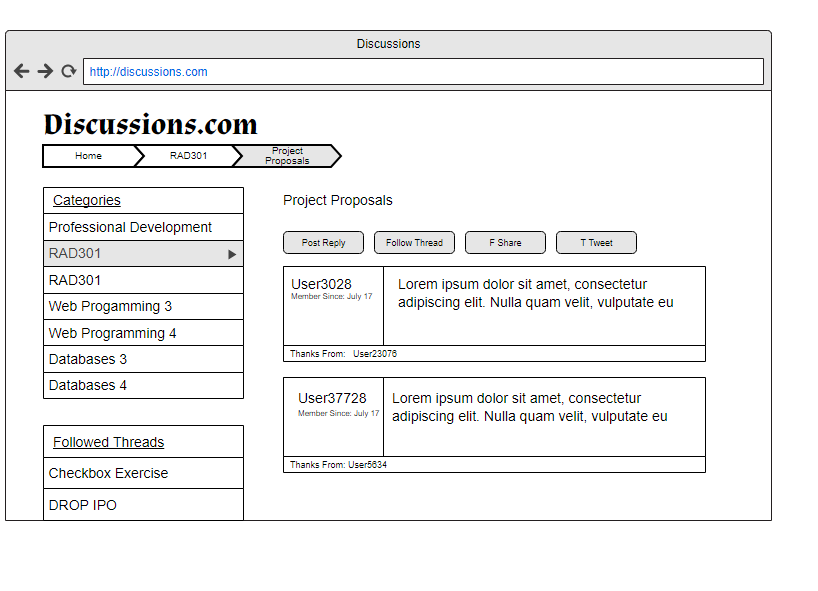 Discussions
http://discussions.com
Discussions.com
Home
RAD301
Project
Proposals
Categories
Professional Development
RAD301
RAD301
Web Progamming 3
Web Programming 4
Databases 3
Databases 4
Followed Threads
Checkbox Exercise
DROP IPO
Project Proposals
Post Reply
Follow Thread
F Share
T Tweet
User3028
Member Since: July 17
Lorem ipsum dolor sit amet, consectetur
adipiscing elit. Nulla quam velit, vulputate eu
Thanks From: User23076
User37728
Member Since: July 17
Lorem ipsum dolor sit amet, consectetur
adipiscing elit. Nulla quam velit, vulputate eu
Thanks From: User5634